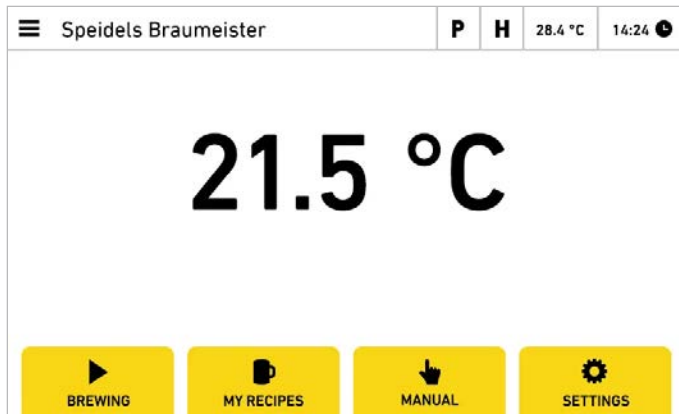 Speidels Braumeister P H 28.4 °C 14:24
21.5 °C
BREWING MY RECIPES MANUAL SETTINGS